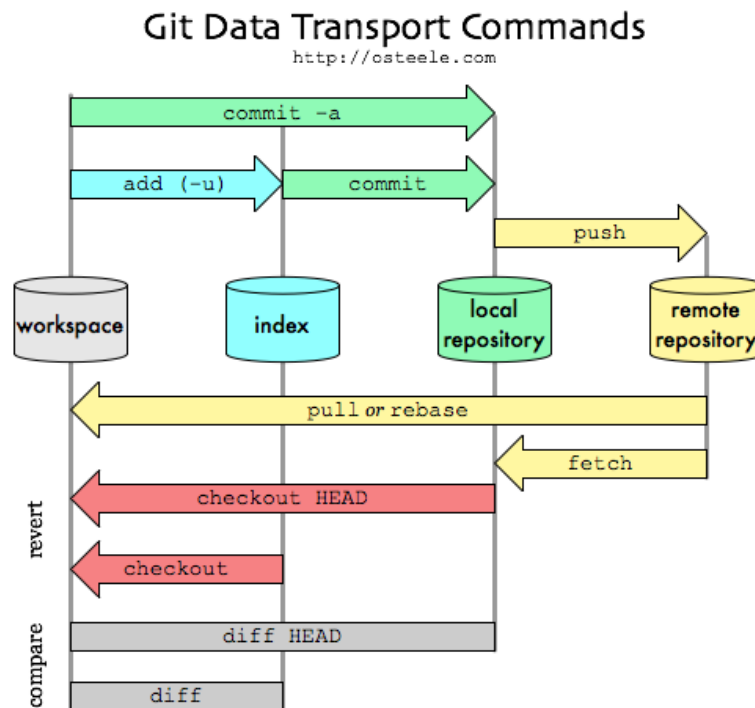 Git Data Transport Commands
http://osteele.com
commit -a
add (-u)
commit
push
workspace
index
local
repository
remote
repository
pull or rebase
fetch
revert
checkout HEAD
checkout
compare
diff HEAD
diff